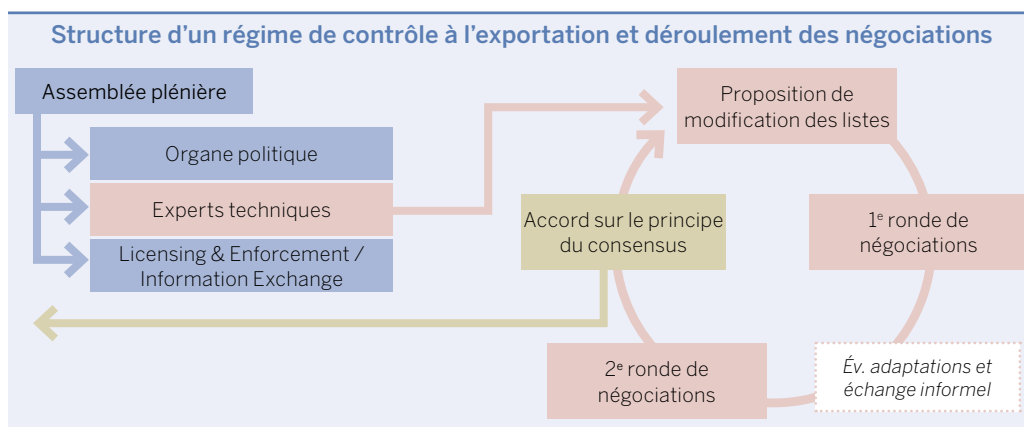 Structure d’un régime de contrôle à l’exportation et déroulement des négociations
Assemblée plénière
Organe politique
Experts techniques
Licensing & Enforcement /
Information Exchange
Proposition de
modification des listes
1e ronde de
négociations
Év. adaptations et
échange informel
2e ronde de
négociations
Accord sur le principe
du consensus